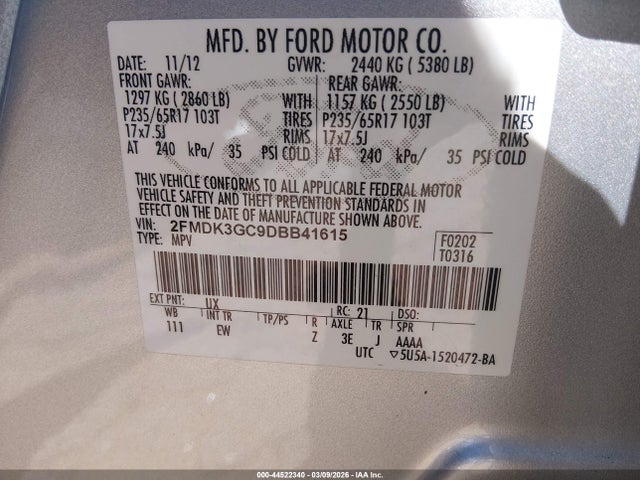 MFD. BY FORD MOTOR CO.
DATE: 11/12 GVWR: 2440 KG ( 5380 LB)
FRONT GAWR: REAR GAWR:
1297 KG ( 2860 LB) WITH 1157 KG ( 2550 LB) WITH
P235/65R17 103T TIRES P235/65R17 103T TIRES
17x7.5J RIMS 17x7.5J RIMS
AT 240 kPa/ 35 PSI COLD AT 240 kPa/ 35 PSI COLD
THIS VEHICLE CONFORMS TO ALL APPLICABLE FEDERAL MOTOR
VEHICLE SAFETY AND THEFT PREVENTION STANDARDS IN
EFFECT ON THE DATE OF MANUFACTURE SHOWN ABOVE.
VIN: 2FMDK3GC9DBB41615
TYPE: MPV
F0202
T0316
EXT PNT: UX RC: 21 DSO:
WB INT TR TP/PS R AXLE TR SPR
111 EW Z 3E J AAAA
UTC ▽5U5A-1520472-BA
000-44522340 - 03/09/2026 - IAA Inc.